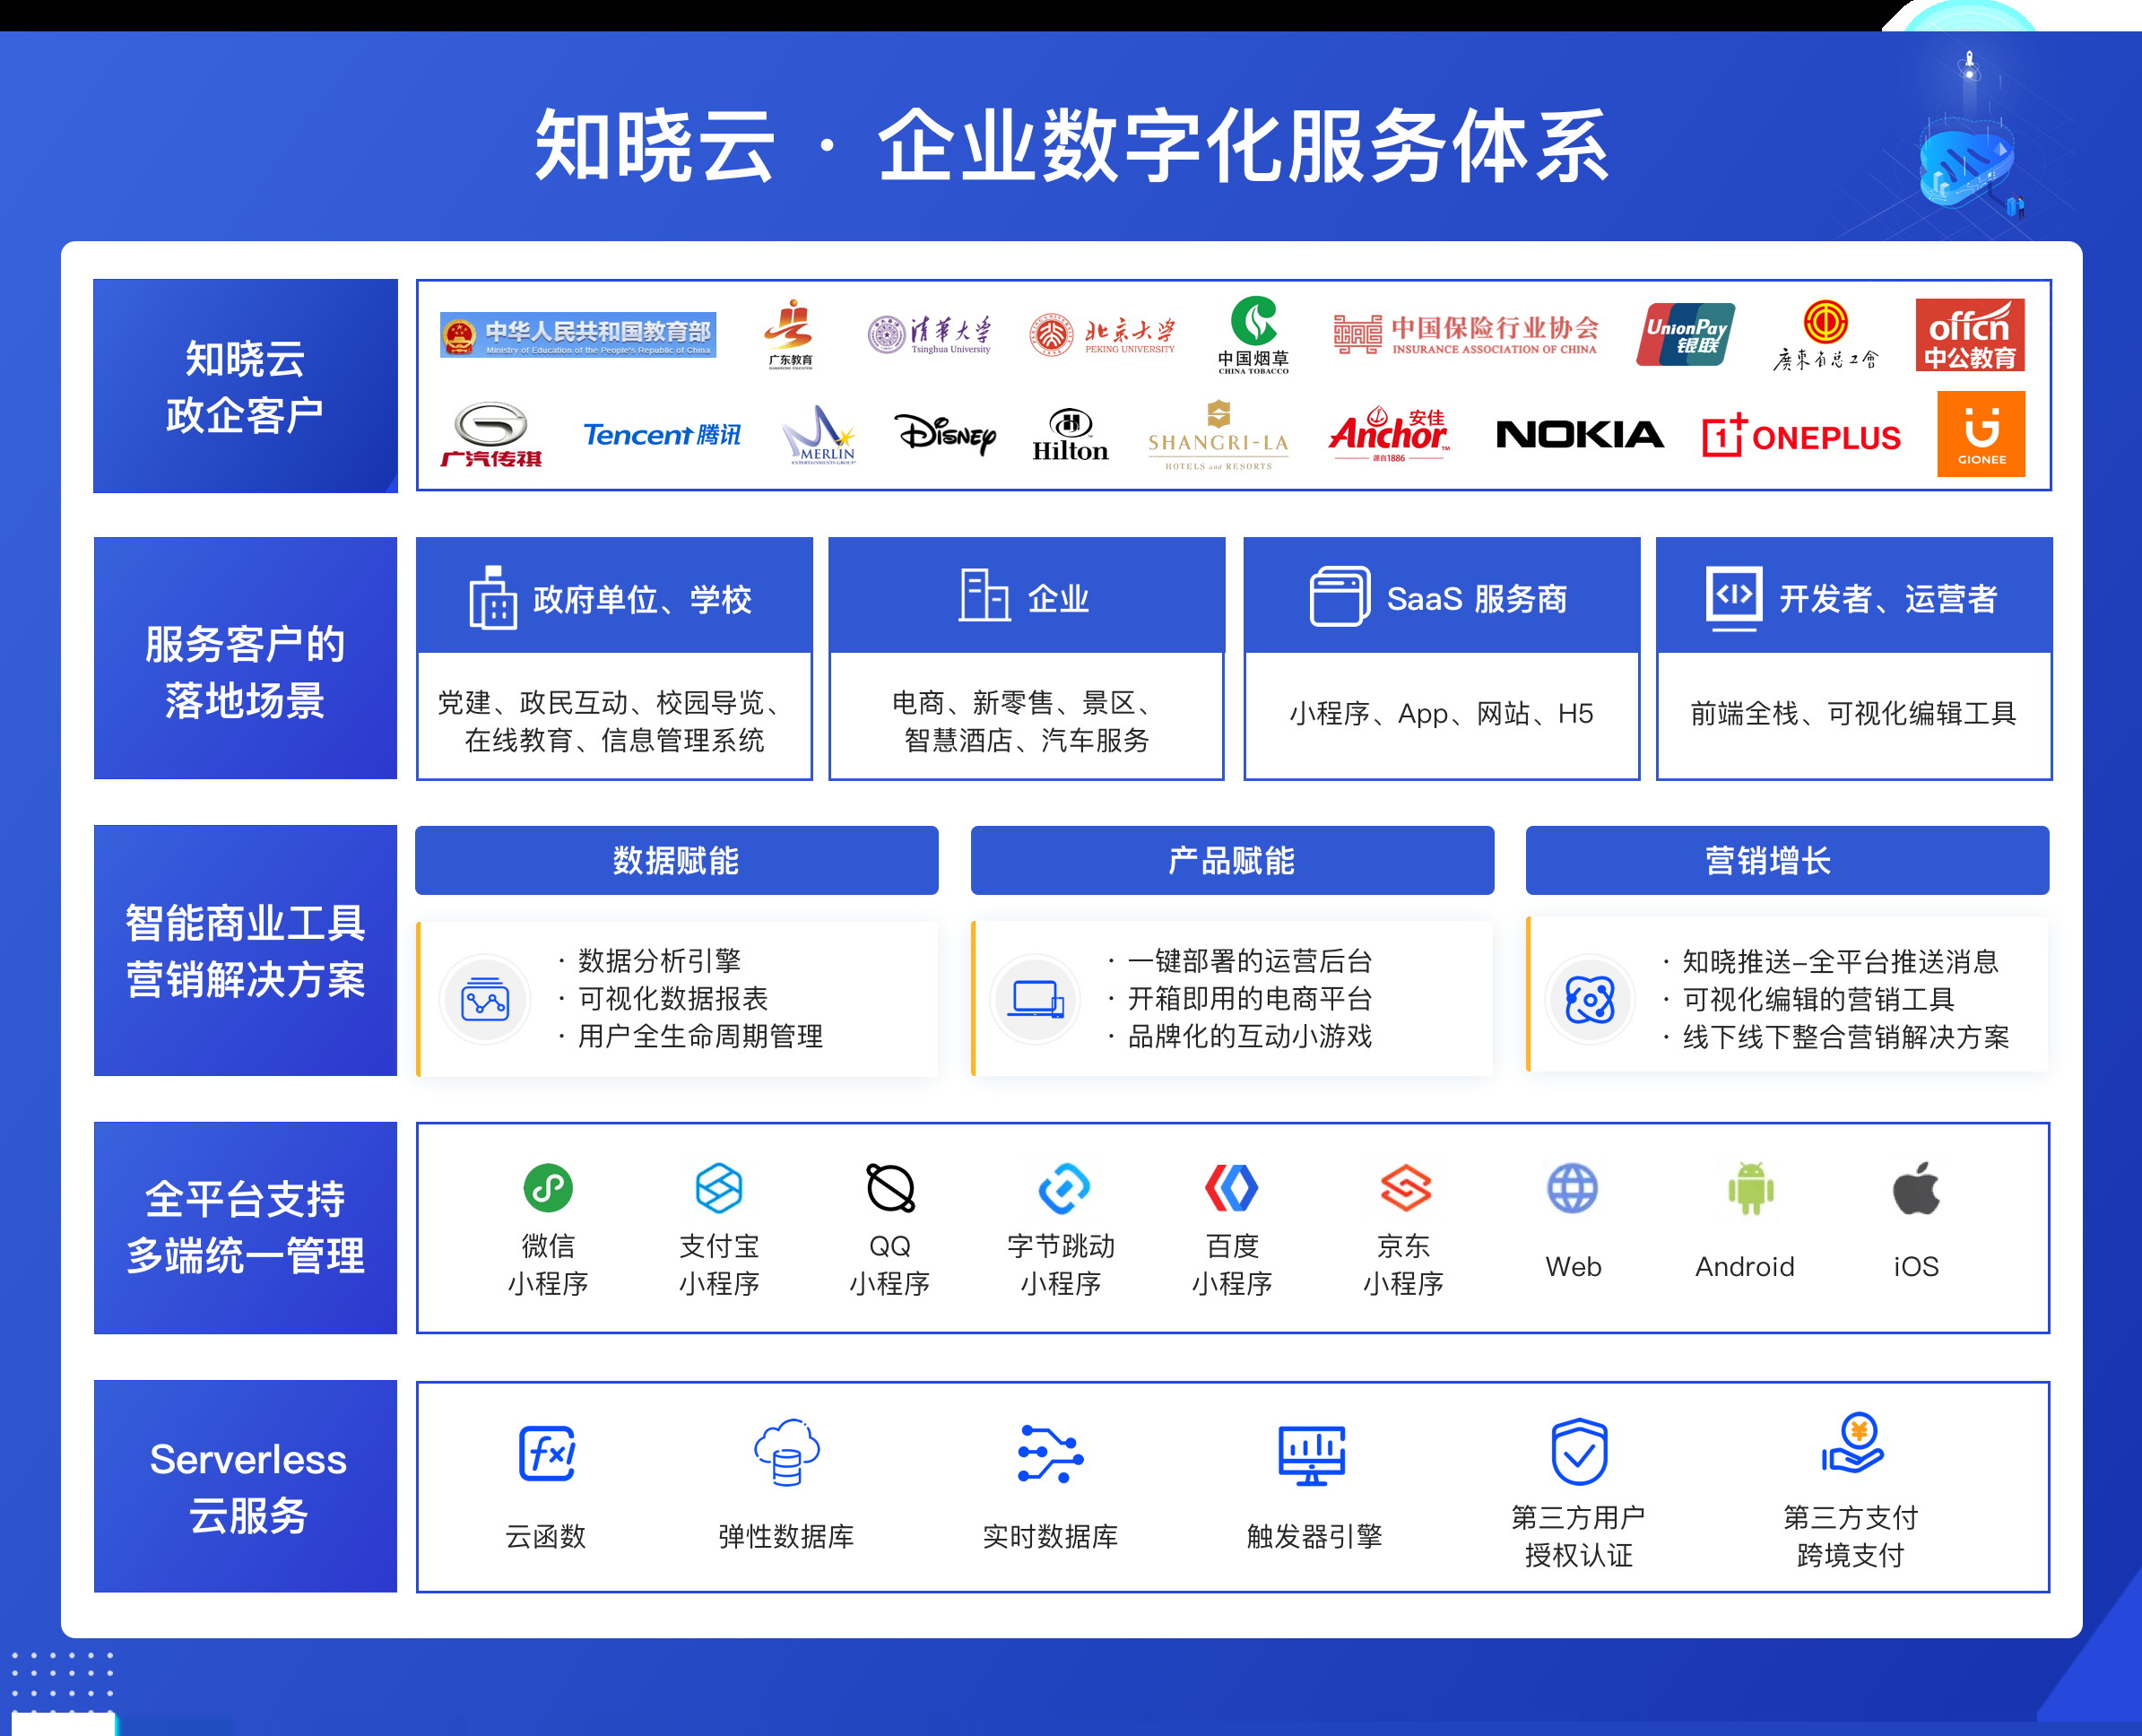 知晓云 · 企业数字化服务体系
知晓云
政企客户
中华人民共和国教育部
Ministry of Education of the People's Republic of China
广东教育
GUANGDONG EDUCATION
清华大学
Tsinghua University
北京大学
PEKING UNIVERSITY
中国烟草
CHINA TOBACCO
中国保险行业协会
INSURANCE ASSOCIATION OF CHINA
UnionPay
银联
廣東省总工會
offcn
中公教育
广汽传祺
Tencent 腾讯
MERLIN
ENTERTAINMENTS GROUP
Disney
Hilton
SHANGRI-LA
HOTELS and RESORTS
安佳
Anchor™
源自1886
NOKIA
1+ ONEPLUS
GIONEE
服务客户的
落地场景
政府单位、学校
党建、政民互动、校园导览、
在线教育、信息管理系统
企业
电商、新零售、景区、
智慧酒店、汽车服务
SaaS 服务商
小程序、App、网站、H5
开发者、运营者
前端全栈、可视化编辑工具
智能商业工具
营销解决方案
数据赋能
· 数据分析引擎
· 可视化数据报表
· 用户全生命周期管理
产品赋能
· 一键部署的运营后台
· 开箱即用的电商平台
· 品牌化的互动小游戏
营销增长
· 知晓推送–全平台推送消息
· 可视化编辑的营销工具
· 线下线下整合营销解决方案
全平台支持
多端统一管理
微信
小程序
支付宝
小程序
QQ
小程序
字节跳动
小程序
百度
小程序
京东
小程序
Web
Android
iOS
Serverless
云服务
fx
云函数
弹性数据库
实时数据库
触发器引擎
第三方用户
授权认证
¥
第三方支付
跨境支付